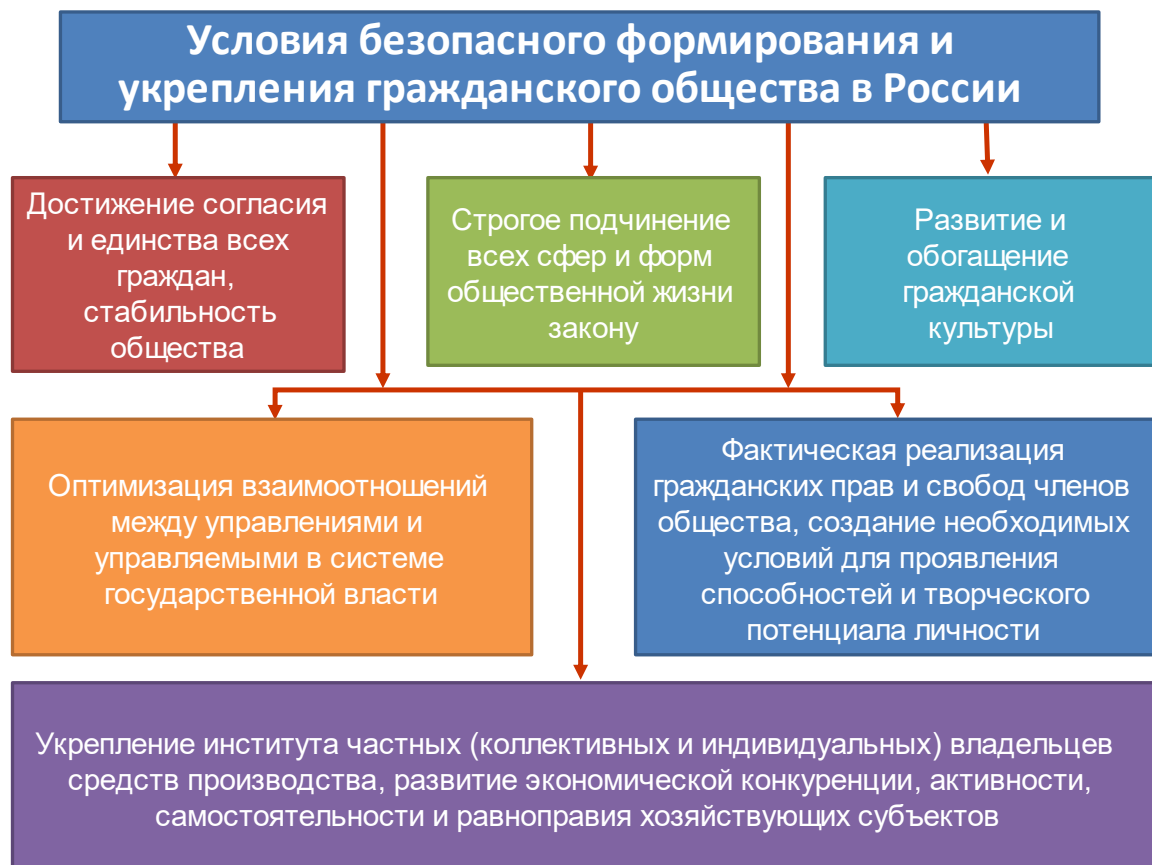 Условия безопасного формирования и
укрепления гражданского общества в России
Достижение согласия
и единства всех
граждан,
стабильность
общества
Строгое подчинение
всех сфер и форм
общественной жизни
закону
Развитие и
обогащение
гражданской
культуры
Оптимизация взаимоотношений
между управлениями и
управляемыми в системе
государственной власти
Фактическая реализация
гражданских прав и свобод членов
общества, создание необходимых
условий для проявления
способностей и творческого
потенциала личности
Укрепление института частных (коллективных и индивидуальных) владельцев
средств производства, развитие экономической конкуренции, активности,
самостоятельности и равноправия хозяйствующих субъектов